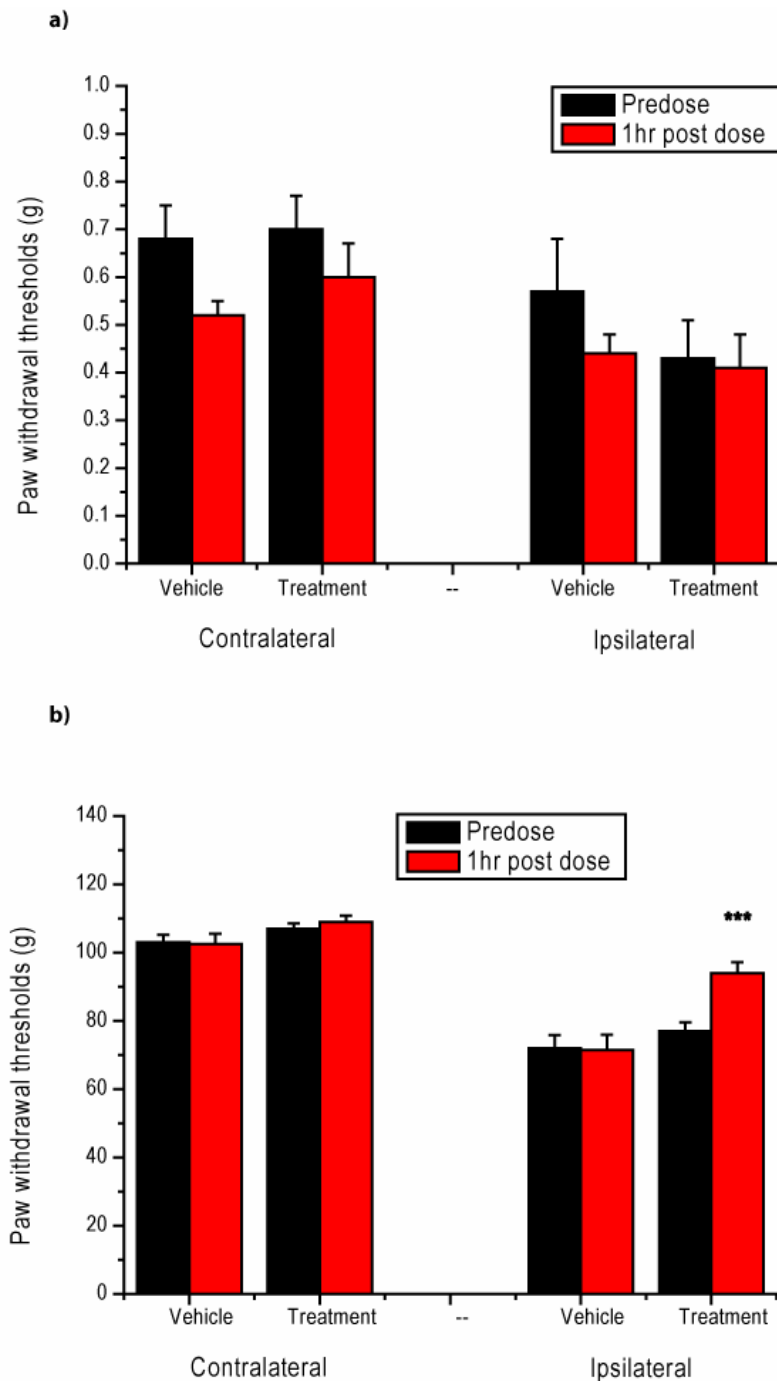 a)
Predose
1hr post dose
Paw withdrawal thresholds (g)
1.0
0.9
0.8
0.7
0.6
0.5
0.4
0.3
0.2
0.1
0.0
Vehicle Treatment -- Vehicle Treatment
Contralateral Ipsilateral
b)
Predose
1hr post dose
***
Paw withdrawal thresholds (g)
140
120
100
80
60
40
20
0
Vehicle Treatment -- Vehicle Treatment
Contralateral Ipsilateral